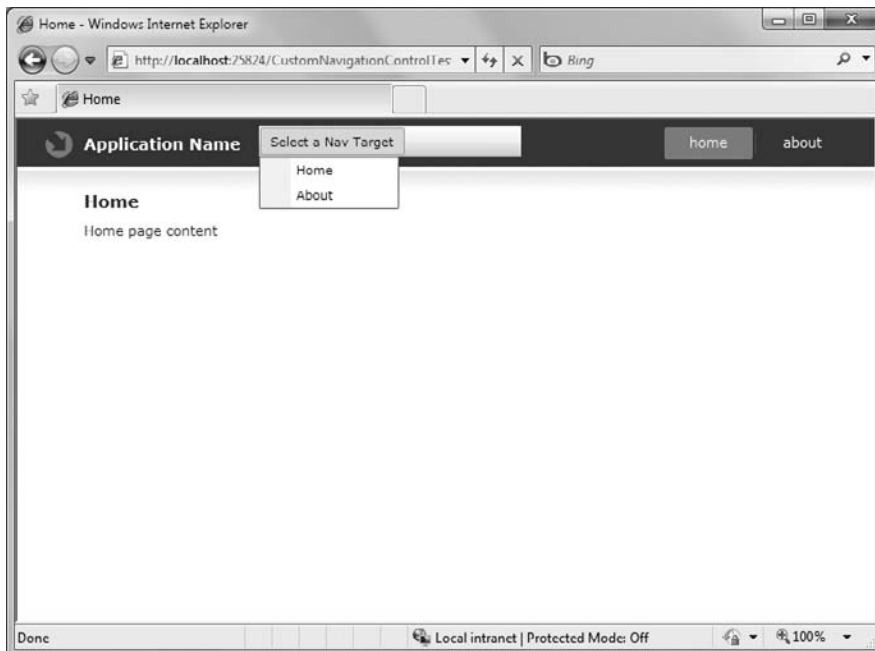 Home - Windows Internet Explorer
http://localhost:25824/CustomNavigationControlTes
Bing
Home
Application Name
Select a Nav Target
home
about
Home
About
Home
Home page content
Done
Local intranet | Protected Mode: Off
100%